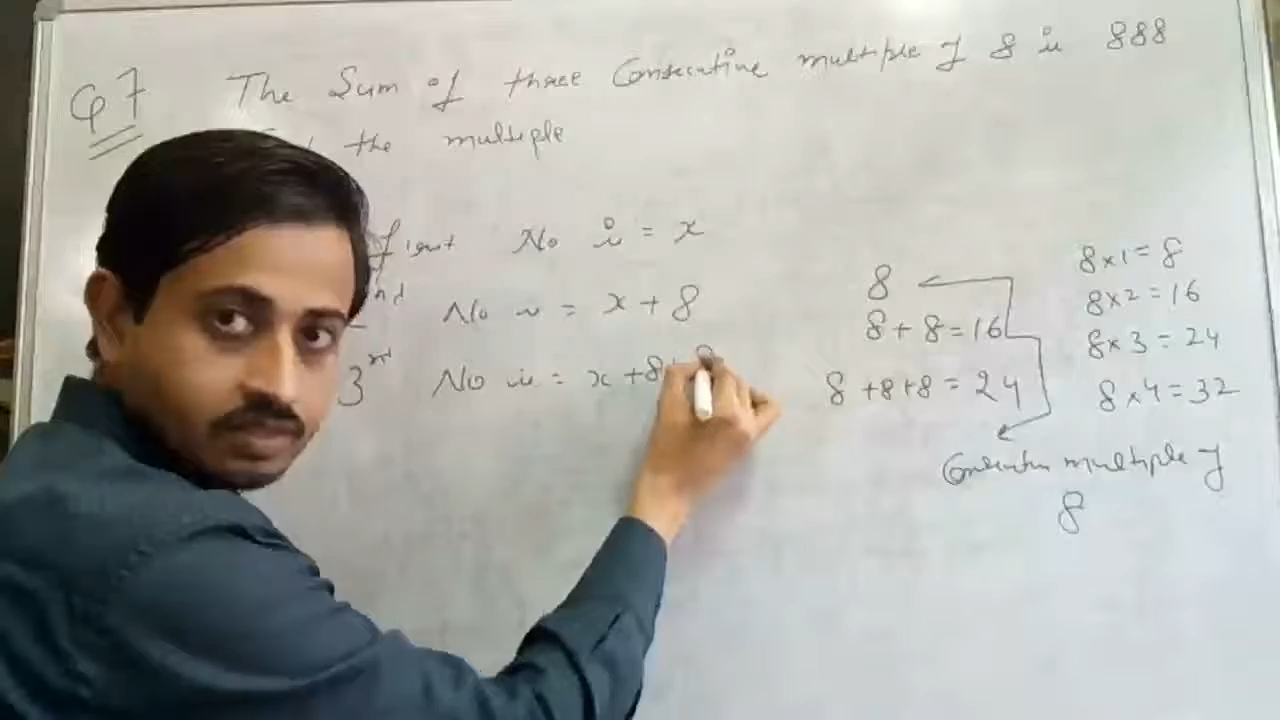 Q7 The Sum of three Consecutive multiple of 8 is 888
the multiple
No is = x
nd No is = x + 8
3rd No is = x + 8 + 8
8
8 + 8 = 16
8 + 8 + 8 = 24
8 x 1 = 8
8 x 2 = 16
8 x 3 = 24
8 x 4 = 32
multiple of
8